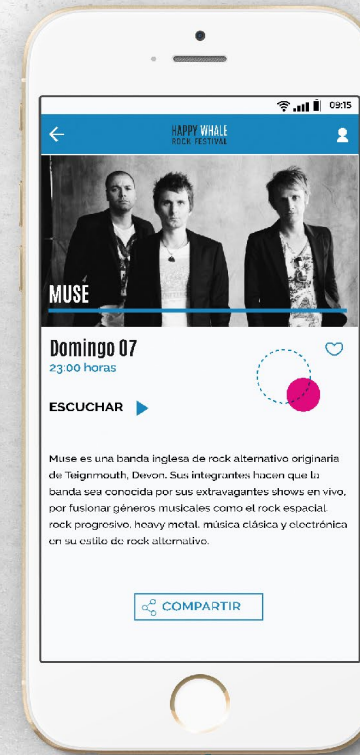 09:15
HAPPY WHALE
ROCK FESTIVAL
MUSE
Domingo 07
23:00 horas
ESCUCHAR
Muse es una banda inglesa de rock alternativo originaria
de Teignmouth, Devon. Sus integrantes hacen que la
banda sea conocida por sus extravagantes shows en vivo,
por fusionar géneros musicales como el rock espacial,
rock progresivo, heavy metal, música clásica y electrónica
en su estilo de rock alternativo.
COMPARTIR